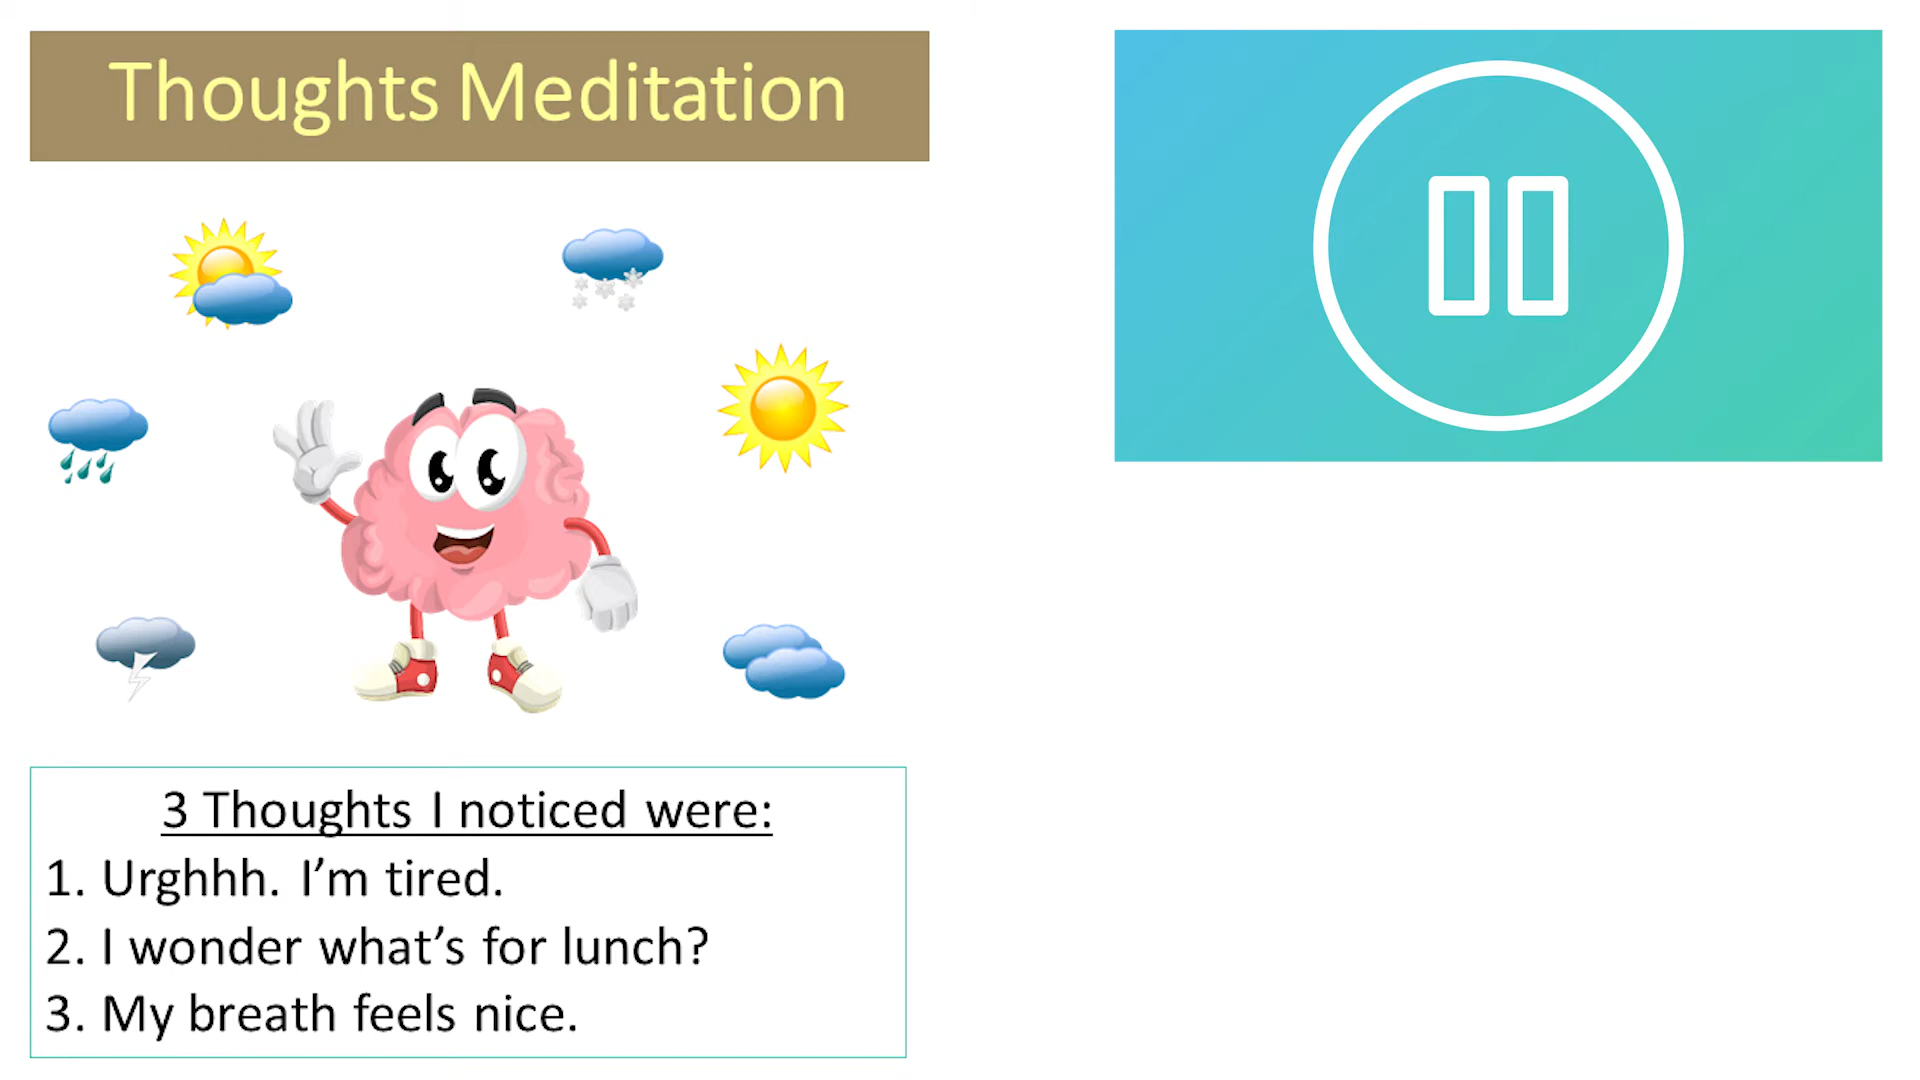 Thoughts Meditation
3 Thoughts I noticed were:
1. Urghhh. I’m tired.
2. I wonder what’s for lunch?
3. My breath feels nice.